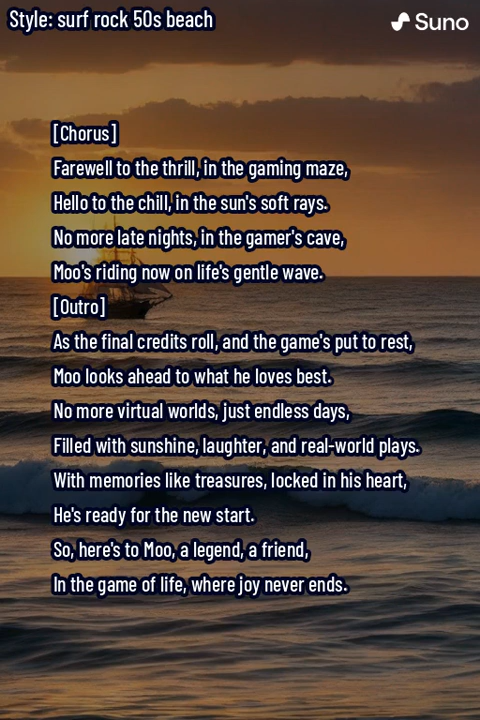 Style: surf rock 50s beach
Suno
[Chorus]
Farewell to the thrill, in the gaming maze,
Hello to the chill, in the sun's soft rays.
No more late nights, in the gamer's cave,
Moo's riding now on life's gentle wave.
[Outro]
As the final credits roll, and the game's put to rest,
Moo looks ahead to what he loves best.
No more virtual worlds, just endless days,
Filled with sunshine, laughter, and real-world plays.
With memories like treasures, locked in his heart,
He's ready for the new start.
So, here's to Moo, a legend, a friend,
In the game of life, where joy never ends.